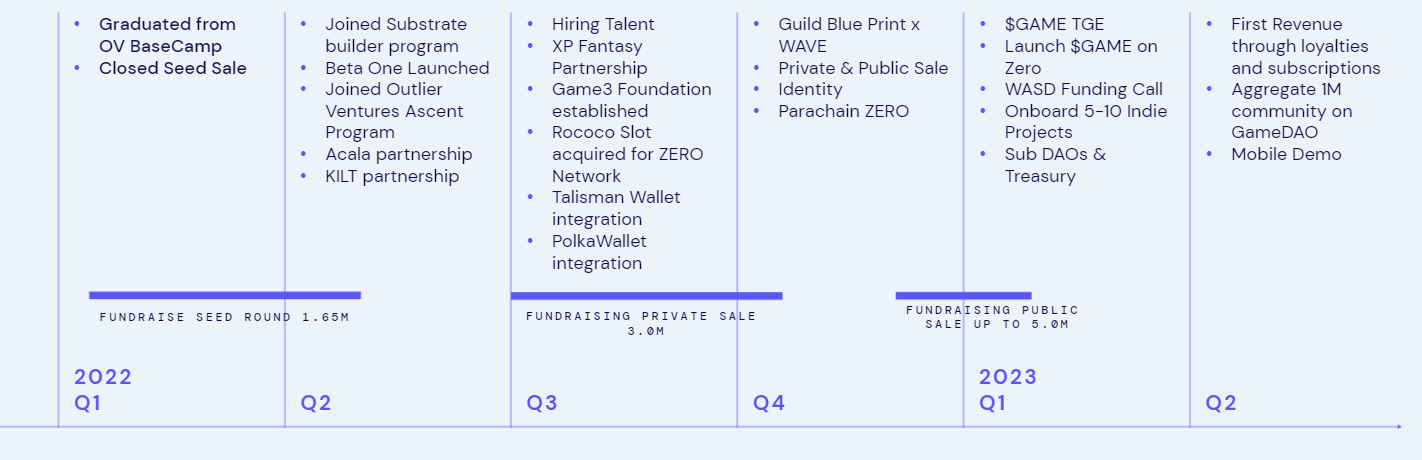 • Graduated from
OV BaseCamp
• Closed Seed Sale
• Joined Substrate
builder program
• Beta One Launched
• Joined Outlier
Ventures Ascent
Program
• Acala partnership
• KILT partnership
• Hiring Talent
• XP Fantasy
Partnership
• Game3 Foundation
established
• Rococo Slot
acquired for ZERO
Network
• Talisman Wallet
integration
• PolkaWallet
integration
• Guild Blue Print x
WAVE
• Private & Public Sale
• Identity
• Parachain ZERO
• $GAME TGE
• Launch $GAME on
Zero
• WASD Funding Call
• Onboard 5-10 Indie
Projects
• Sub DAOs &
Treasury
• First Revenue
through loyalties
and subscriptions
• Aggregate 1M
community on
GameDAO
• Mobile Demo
FUNDRAISE SEED ROUND 1.65M
FUNDRAISING PRIVATE SALE
3.0M
FUNDRAISING PUBLIC
SALE UP TO 5.0M
2022
Q1
Q2
Q3
Q4
2023
Q1
Q2